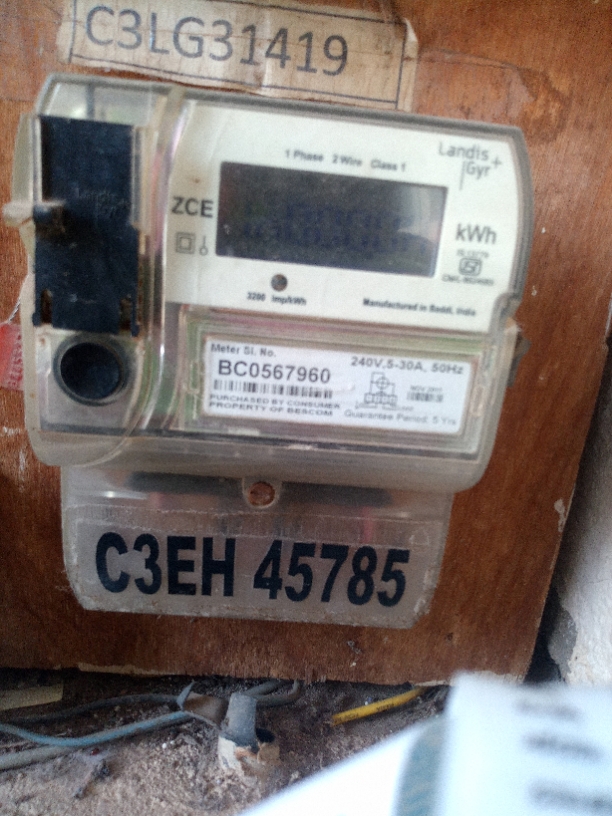 C3LG31419
1 Phase 2 Wire Class 1
Landis
Gyr+
ZCE
kWh
3200 imp/kWh
Manufactured in Baddi, India
Meter Sl. No.
BC0567960
240V,5-30A, 50Hz
PURCHASED BY CONSUMER
PROPERTY OF BESCOM
Guarantee Period: 5 Yrs
C3EH 45785